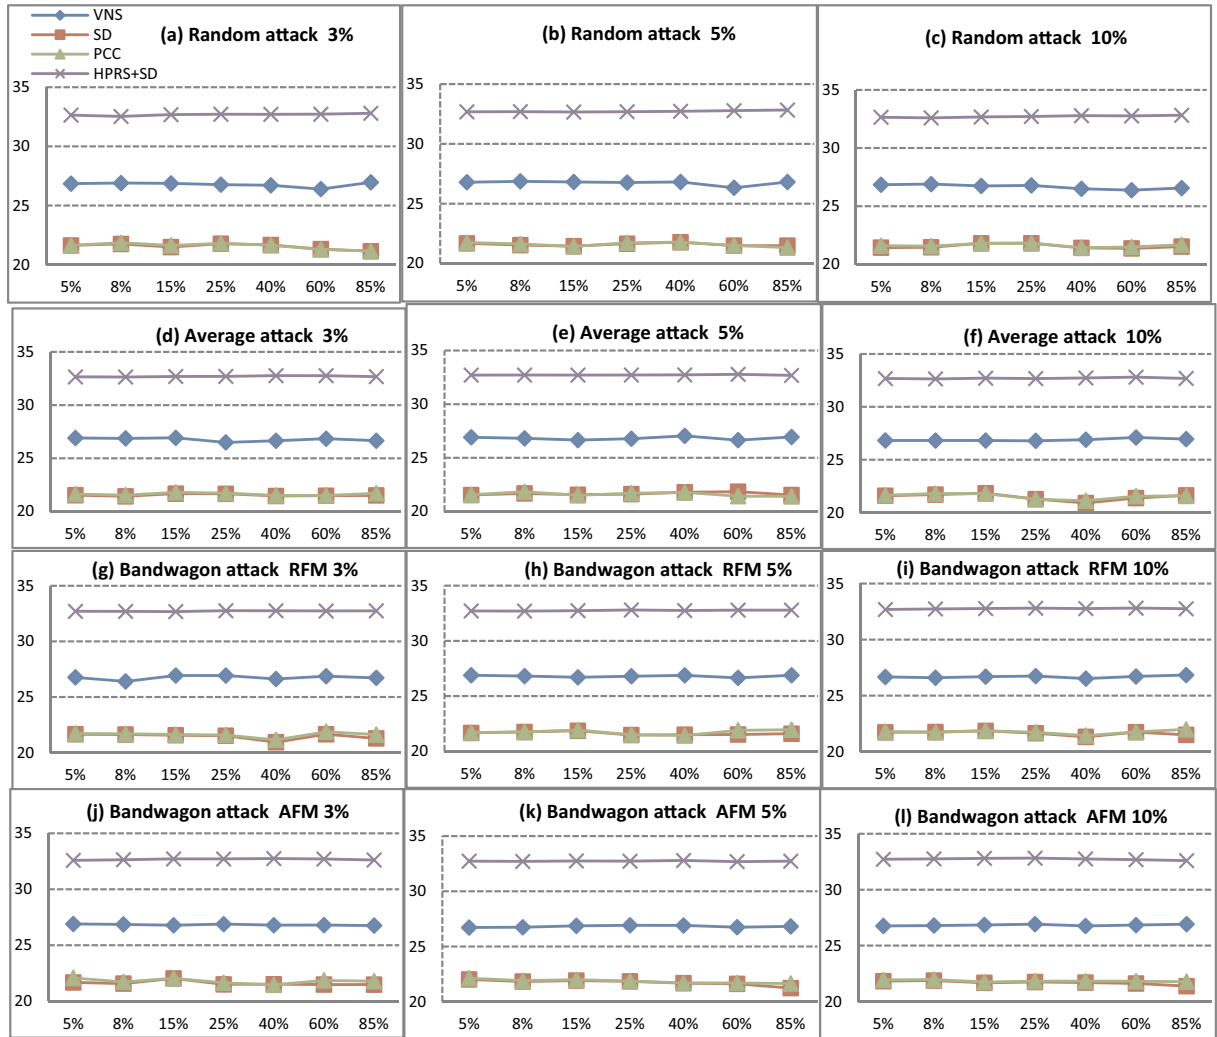 VNS
SD
PCC
HPRS+SD
(a) Random attack 3%
35
30
25
20
5% 8% 15% 25% 40% 60% 85%
(b) Random attack 5%
35
30
25
20
5% 8% 15% 25% 40% 60% 85%
(c) Random attack 10%
35
30
25
20
5% 8% 15% 25% 40% 60% 85%
(d) Average attack 3%
35
30
25
20
5% 8% 15% 25% 40% 60% 85%
(e) Average attack 5%
35
30
25
20
5% 8% 15% 25% 40% 60% 85%
(f) Average attack 10%
35
30
25
20
5% 8% 15% 25% 40% 60% 85%
(g) Bandwagon attack RFM 3%
35
30
25
20
5% 8% 15% 25% 40% 60% 85%
(h) Bandwagon attack RFM 5%
35
30
25
20
5% 8% 15% 25% 40% 60% 85%
(i) Bandwagon attack RFM 10%
35
30
25
20
5% 8% 15% 25% 40% 60% 85%
(j) Bandwagon attack AFM 3%
35
30
25
20
5% 8% 15% 25% 40% 60% 85%
(k) Bandwagon attack AFM 5%
35
30
25
20
5% 8% 15% 25% 40% 60% 85%
(l) Bandwagon attack AFM 10%
35
30
25
20
5% 8% 15% 25% 40% 60% 85%